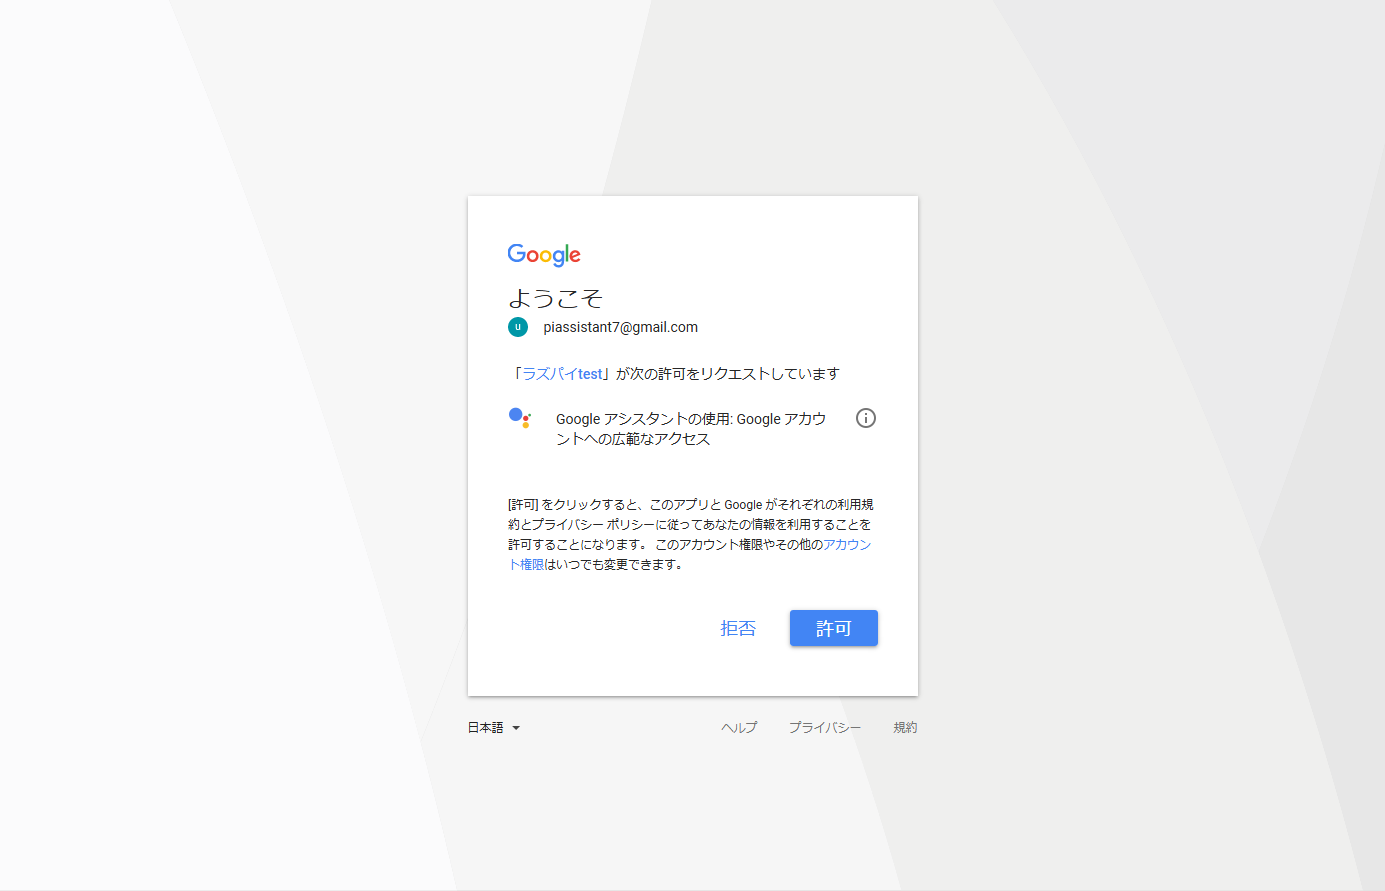 Google
ようこそ
u piassistant7@gmail.com
「ラズパイtest」が次の許可をリクエストしています
Google アシスタントの使用: Google アカウ
ントへの広範なアクセス
[許可] をクリックすると、このアプリと Google がそれぞれの利用規
約とプライバシー ポリシーに従ってあなたの情報を利用することを
許可することになります。 このアカウント権限やその他のアカウン
ト権限はいつでも変更できます。
拒否 許可
日本語 ヘルプ プライバシー 規約